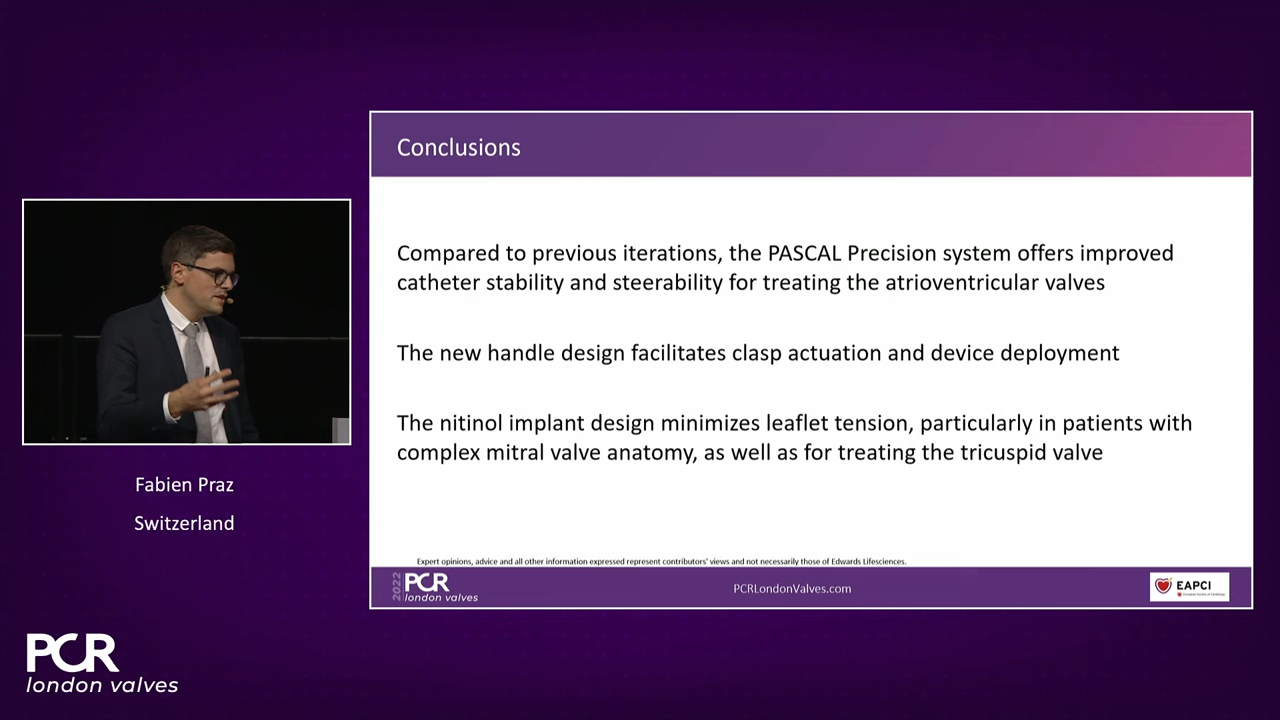 Conclusions
Compared to previous iterations, the PASCAL Precision system offers improved
catheter stability and steerability for treating the atrioventricular valves
The new handle design facilitates clasp actuation and device deployment
The nitinol implant design minimizes leaflet tension, particularly in patients with
complex mitral valve anatomy, as well as for treating the tricuspid valve
Expert opinions, advice and all other information expressed represent contributors' views and not necessarily those of Edwards Lifesciences.
2022
PCR
london valves
PCRLondonValves.com
EAPCI
European Society of Cardiology
Fabien Praz
Switzerland
PCR
london valves